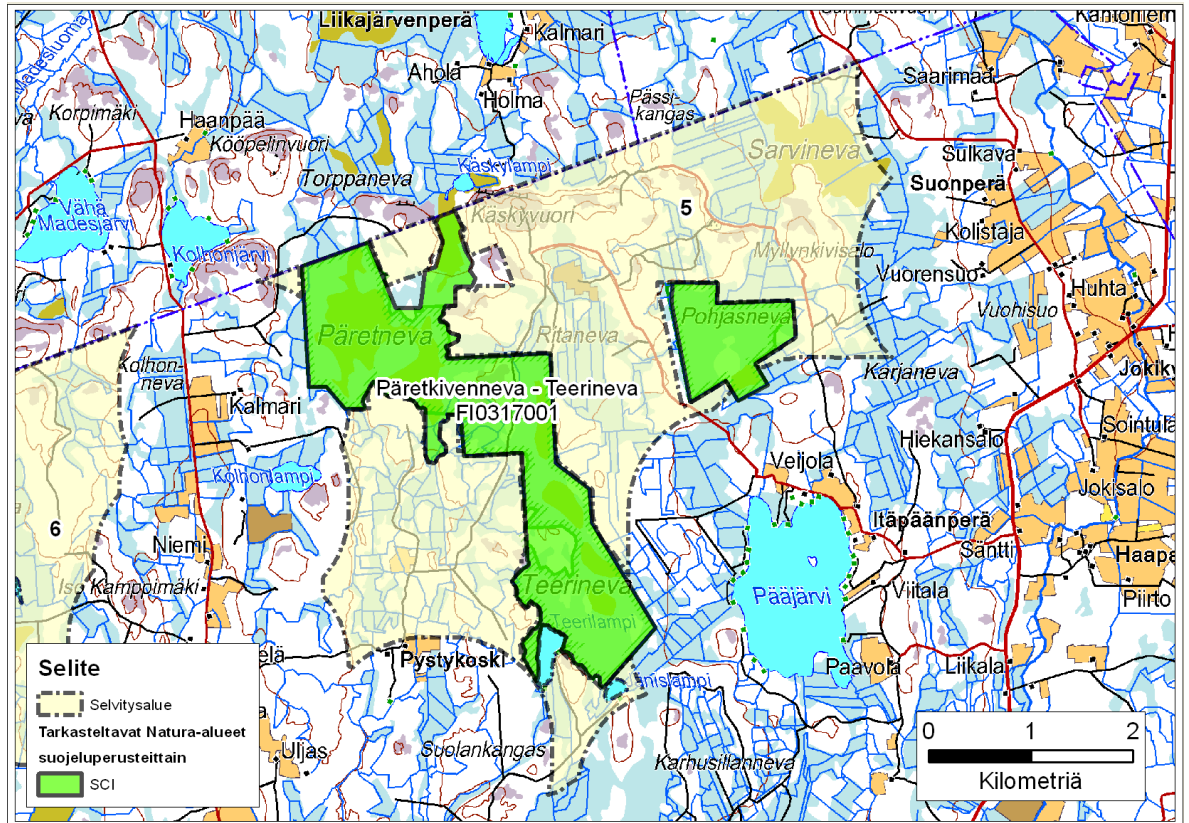 Liikajärvenperä
Kalmari
Ahola
Holma
Madesjuoma
Korpimäki
Haanpää
Kööpelinvuori
Torppaneva
Käskylampi
Pässi-
kangas
Saarimaa
Sarvineva
Sulkava
Suonperä
Vähä
Madesjärvi
Kolhonjärvi
Käskyvuori
5
Kolistaja
Myllynkivisalo
Vuorensuo
Vuohisuo
Huhta
Päretneva
Ritaneva
Pohjasneva
Kolhon-
neva
Karjaneva
Kalmari
Päretkivenneva - Teerineva
FI0317001
Hiekansalo
Sointula
Veijola
Jokisalo
Kolhonlampi
6
Niemi
Itäpäänperä
Säntti
Iso Kamppimäki
Teerineva
Pääjärvi
Viitala
Piirto
Teerilampi
Pystykoski
Paavola
Liikala
Uljas
Suolankangas
Karhusillanneva
Selite
Selvitysalue
Tarkasteltavat Natura-alueet
suojeluperusteittain
SCI
0 1 2
Kilometriä